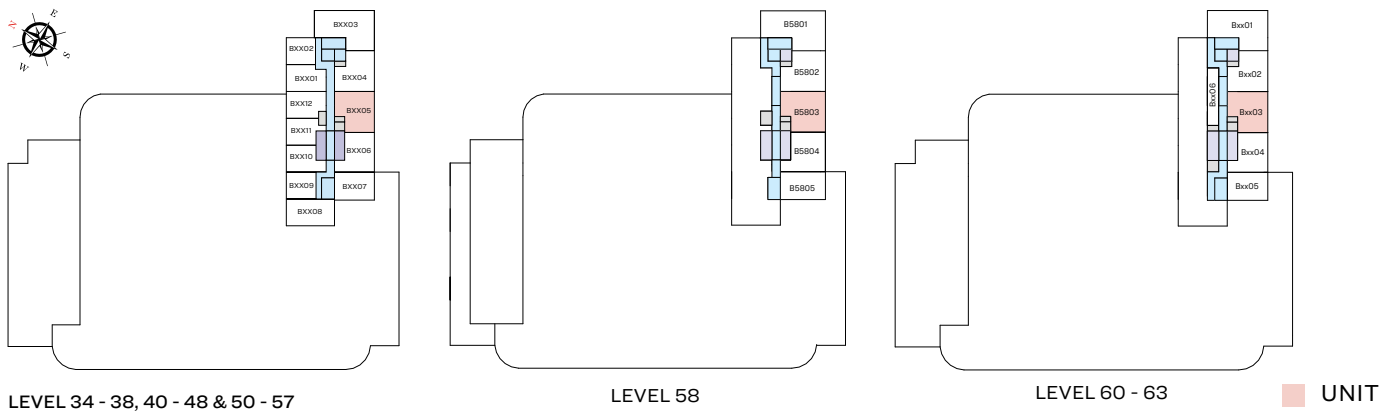 N
E
S
W
BXX03
BXX02
BXX01
BXX04
BXX12
BXX05
BXX11
BXX10
BXX06
BXX09
BXX07
BXX08
LEVEL 34 - 38, 40 - 48 & 50 - 57
B5801
B5802
B5803
B5804
B5805
LEVEL 58
Bxx01
Bxx02
Bxx06
Bxx03
Bxx04
Bxx05
LEVEL 60 - 63
UNIT